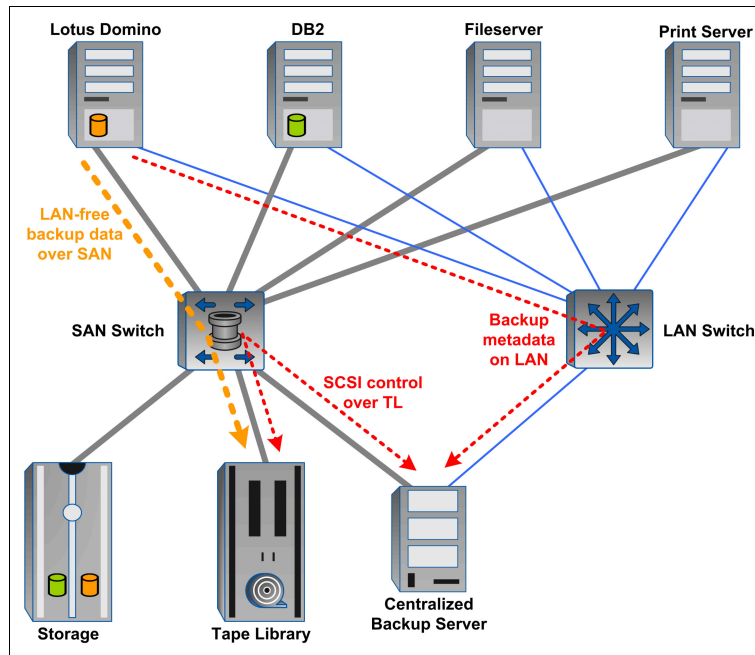 Lotus Domino
DB2
Fileserver
Print Server
LAN-free
backup data
over SAN
SAN Switch
Backup
metadata
on LAN
LAN Switch
SCSI control
over TL
Storage
Tape Library
Centralized
Backup Server